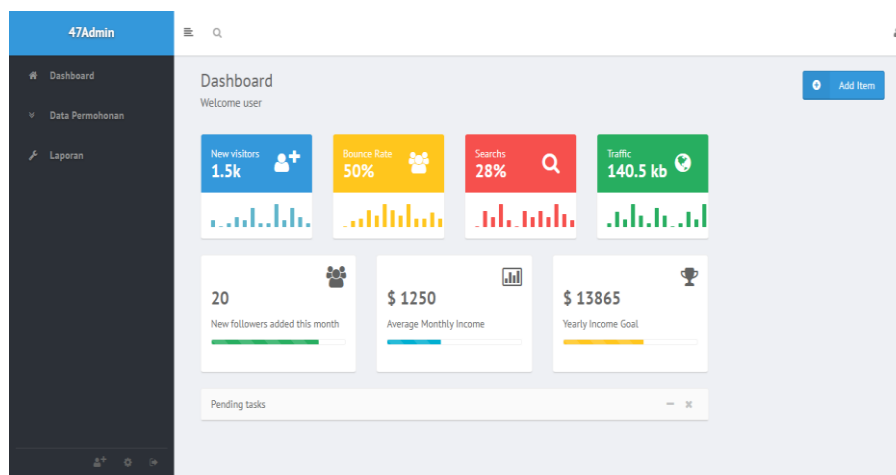 47Admin
Dashboard
Data Permohonan
Laporan
Dashboard
Welcome user
Add Item
New visitors
1.5k
Bounce Rate
50%
Searchs
28%
Traffic
140.5 kb
20
New followers added this month
$ 1250
Average Monthly Income
$ 13865
Yearly Income Goal
Pending tasks